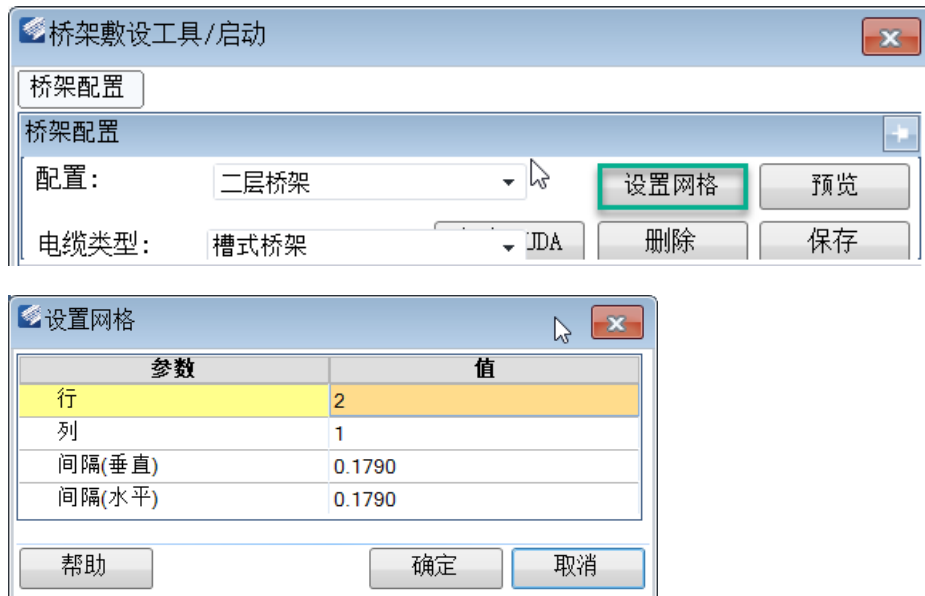 桥架敷设工具/启动
桥架配置
桥架配置
配置: 二层桥架 设置网格 预览
电缆类型: 槽式桥架 UDA 删除 保存
设置网格
参数 值
行 2
列 1
间隔(垂直) 0.1790
间隔(水平) 0.1790
帮助 确定 取消